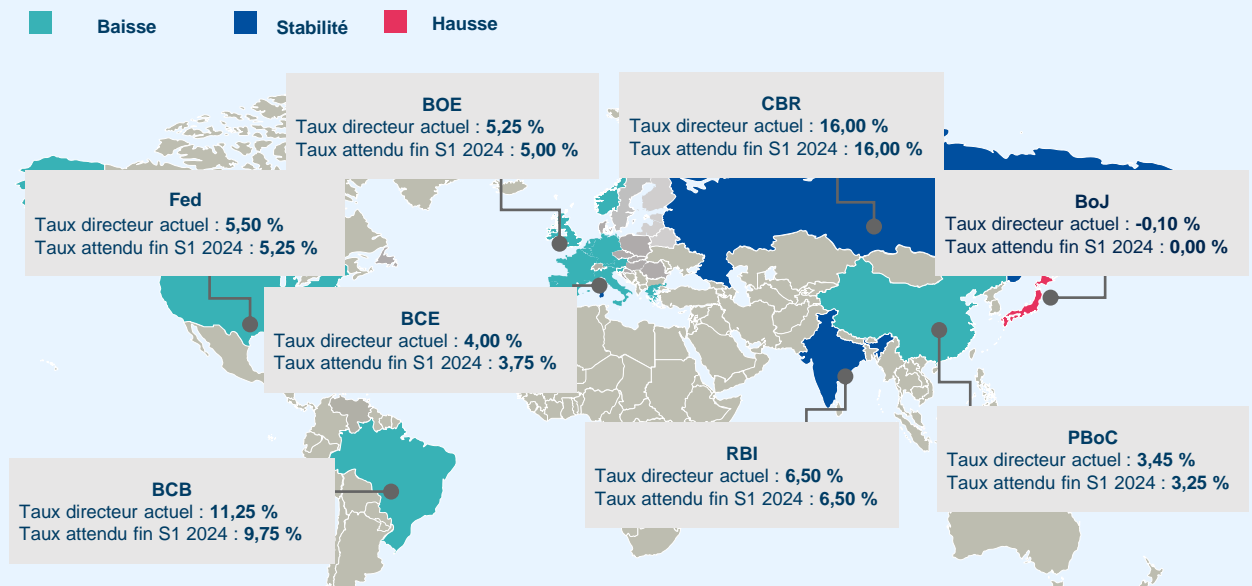 Baisse
Stabilité
Hausse
BOE
Taux directeur actuel : 5,25 %
Taux attendu fin S1 2024 : 5,00 %
CBR
Taux directeur actuel : 16,00 %
Taux attendu fin S1 2024 : 16,00 %
Fed
Taux directeur actuel : 5,50 %
Taux attendu fin S1 2024 : 5,25 %
BoJ
Taux directeur actuel : -0,10 %
Taux attendu fin S1 2024 : 0,00 %
BCE
Taux directeur actuel : 4,00 %
Taux attendu fin S1 2024 : 3,75 %
RBI
Taux directeur actuel : 6,50 %
Taux attendu fin S1 2024 : 6,50 %
PBoC
Taux directeur actuel : 3,45 %
Taux attendu fin S1 2024 : 3,25 %
BCB
Taux directeur actuel : 11,25 %
Taux attendu fin S1 2024 : 9,75 %